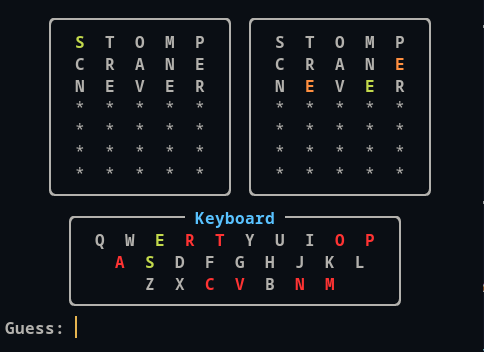 S T O M P
C R A N E
N E V E R
* * * * *
* * * * *
* * * * *
* * * * *
S T O M P
C R A N E
N E V E R
* * * * *
* * * * *
* * * * *
* * * * *
Keyboard
Q W E R T Y U I O P
A S D F G H J K L
Z X C V B N M
Guess: